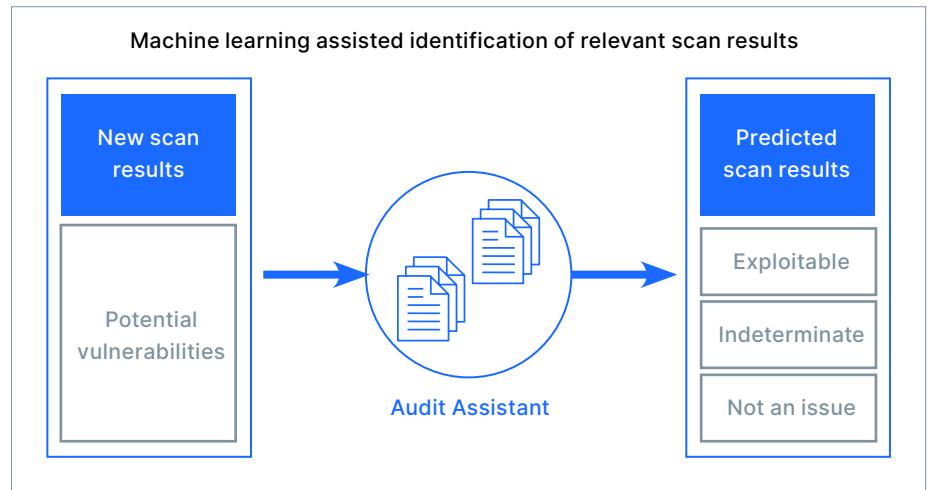 Machine learning assisted identification of relevant scan results
New scan
results
Potential
vulnerabilities
Audit Assistant
Predicted
scan results
Exploitable
Indeterminate
Not an issue